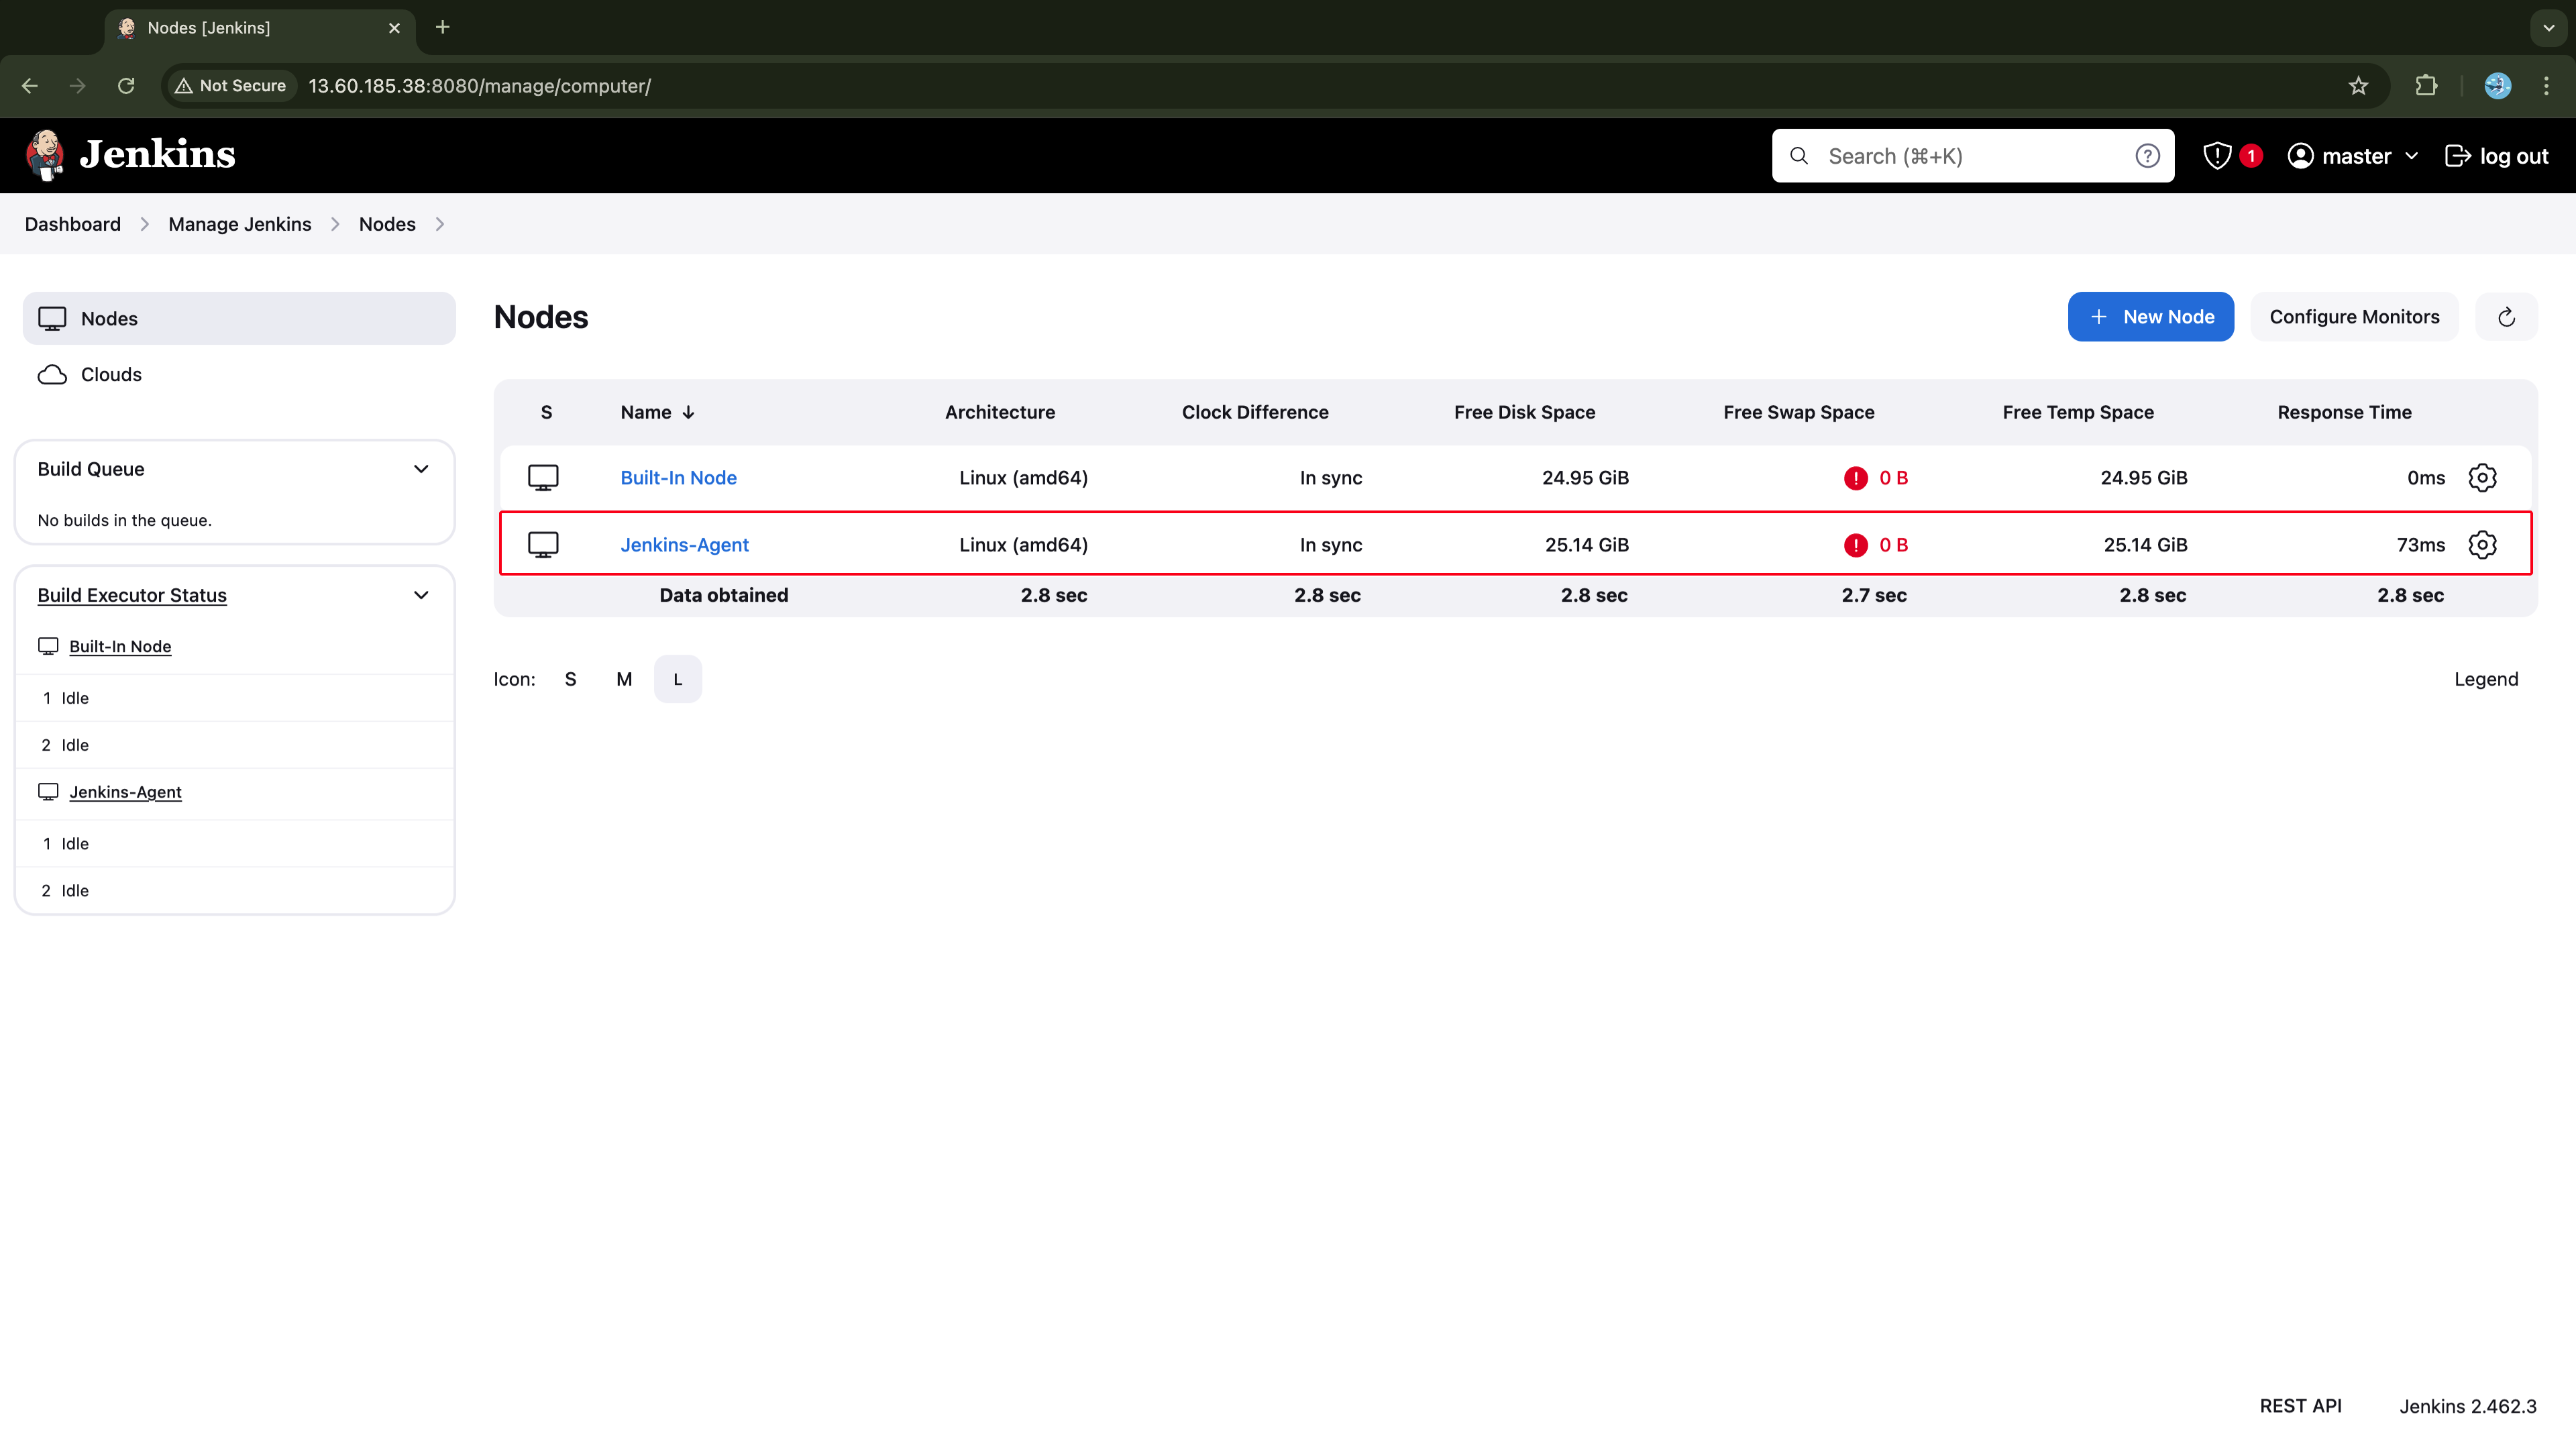 Nodes [Jenkins]
Not Secure 13.60.185.38:8080/manage/computer/
Jenkins
Search (⌘+K)
1
master
log out
Dashboard Manage Jenkins Nodes
Nodes
Clouds
Build Queue
No builds in the queue.
Build Executor Status
Built-In Node
1 Idle
2 Idle
Jenkins-Agent
1 Idle
2 Idle
Nodes
New Node
Configure Monitors
S Name Architecture Clock Difference Free Disk Space Free Swap Space Free Temp Space Response Time
Built-In Node Linux (amd64) In sync 24.95 GiB 0 B 24.95 GiB 0ms
Jenkins-Agent Linux (amd64) In sync 25.14 GiB 0 B 25.14 GiB 73ms
Data obtained 2.8 sec 2.8 sec 2.8 sec 2.7 sec 2.8 sec 2.8 sec
Icon: S M L
Legend
REST API Jenkins 2.462.3